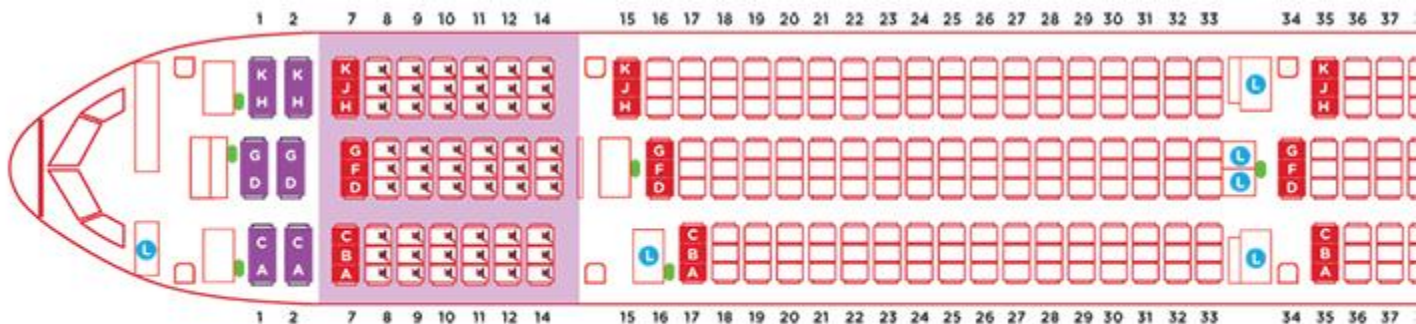 1 2 7 8 9 10 11 12 14 15 16 17 18 19 20 21 22 23 24 25 26 27 28 29 30 31 32 33 34 35 36 37
K K K K K
J J J
H H H H H
L
G G G G G
F F F
D D D D D
L
L
C C C C C
B B B
A A A A A
L L L
1 2 7 8 9 10 11 12 14 15 16 17 18 19 20 21 22 23 24 25 26 27 28 29 30 31 32 33 34 35 36 37